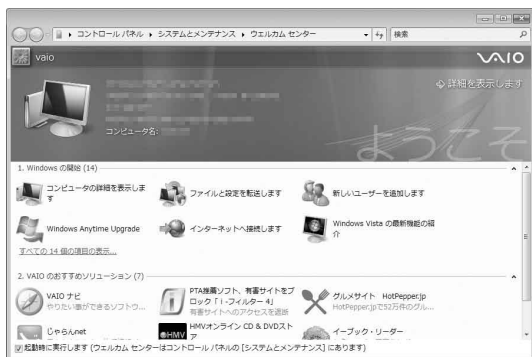 コントロール パネル ▸ システムとメンテナンス ▸ ウェルカム センター
検索
vaio
VAIO
詳細を表示します
コンピュータ名:
ようこそ
1. Windows の開始 (14)
コンピュータの詳細を表示しま
す
ファイルと設定を転送します
新しいユーザーを追加します
Windows Anytime Upgrade
インターネットへ接続します
Windows Vista の最新機能の紹
介
すべての 14 個の項目の表示...
2. VAIO のおすすめソリューション (7)
VAIO ナビ
やりたい事ができるソフトウ...
PTA推薦ソフト、有害サイトをブ
ロック「i -フィルター 4」
有害サイトへのアクセスを遮断
グルメサイト HotPepper.jp
HotPepper.jpで52万件のグル...
じゃらんnet
HMV
HMVオンライン CD & DVDスト
ア
イーブック・リーダー
起動時に実行します (ウェルカム センターはコントロール パネルの [システムとメンテナンス] にあります)